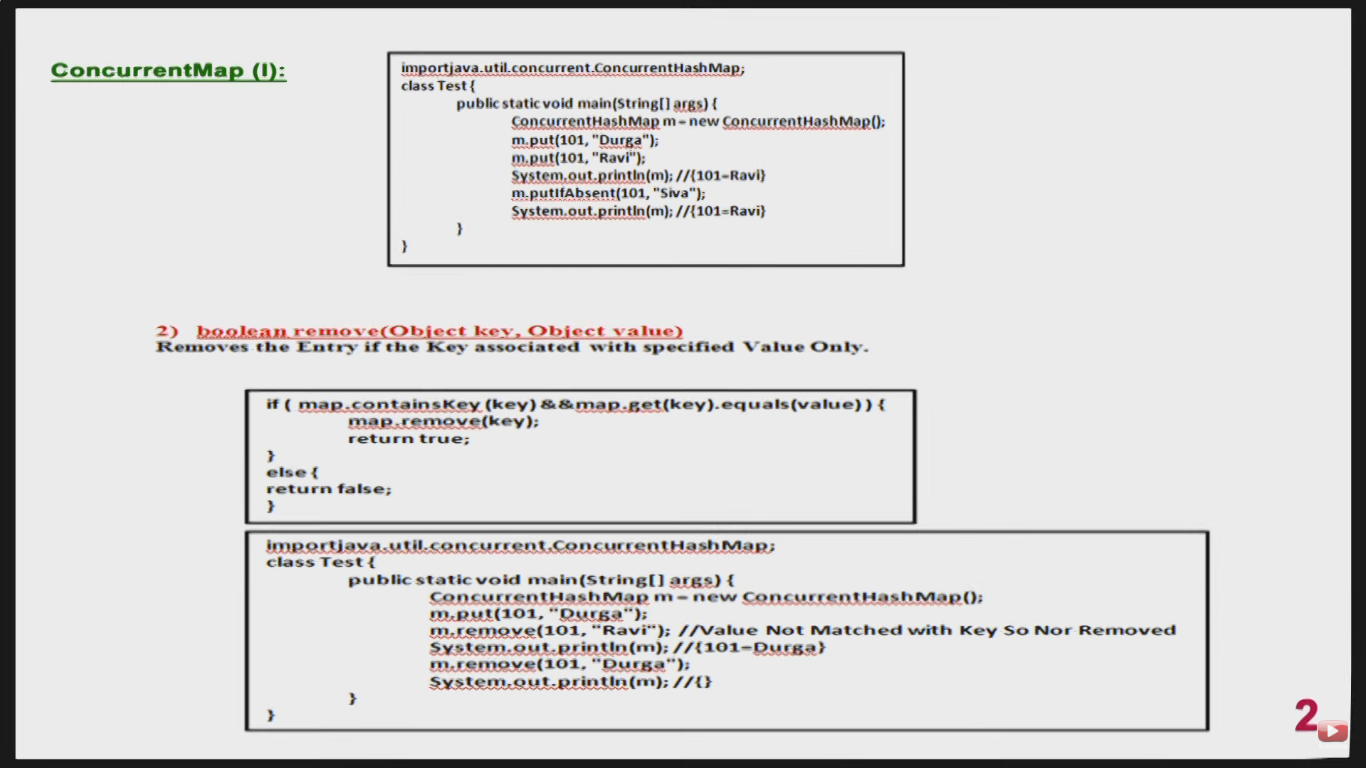 ConcurrentMap (I):
importjava.util.concurrent.ConcurrentHashMap;
class Test {
public static void main(String[] args) {
ConcurrentHashMap m = new ConcurrentHashMap();
m.put(101, "Durga");
m.put(101, "Ravi");
System.out.println(m); //{101=Ravi}
m.putIfAbsent(101, "Siva");
System.out.println(m); //{101=Ravi}
}
}
2) boolean remove(Object key, Object value)
Removes the Entry if the Key associated with specified Value Only.
if ( map.containsKey (key) &&map.get(key).equals(value) ) {
map.remove(key);
return true;
}
else {
return false;
}
importjava.util.concurrent.ConcurrentHashMap;
class Test {
public static void main(String[] args) {
ConcurrentHashMap m = new ConcurrentHashMap();
m.put(101, "Durga");
m.remove(101, "Ravi"); //Value Not Matched with Key So Nor Removed
System.out.println(m); //{101=Durga}
m.remove(101, "Durga");
System.out.println(m); //{}
}
}
2